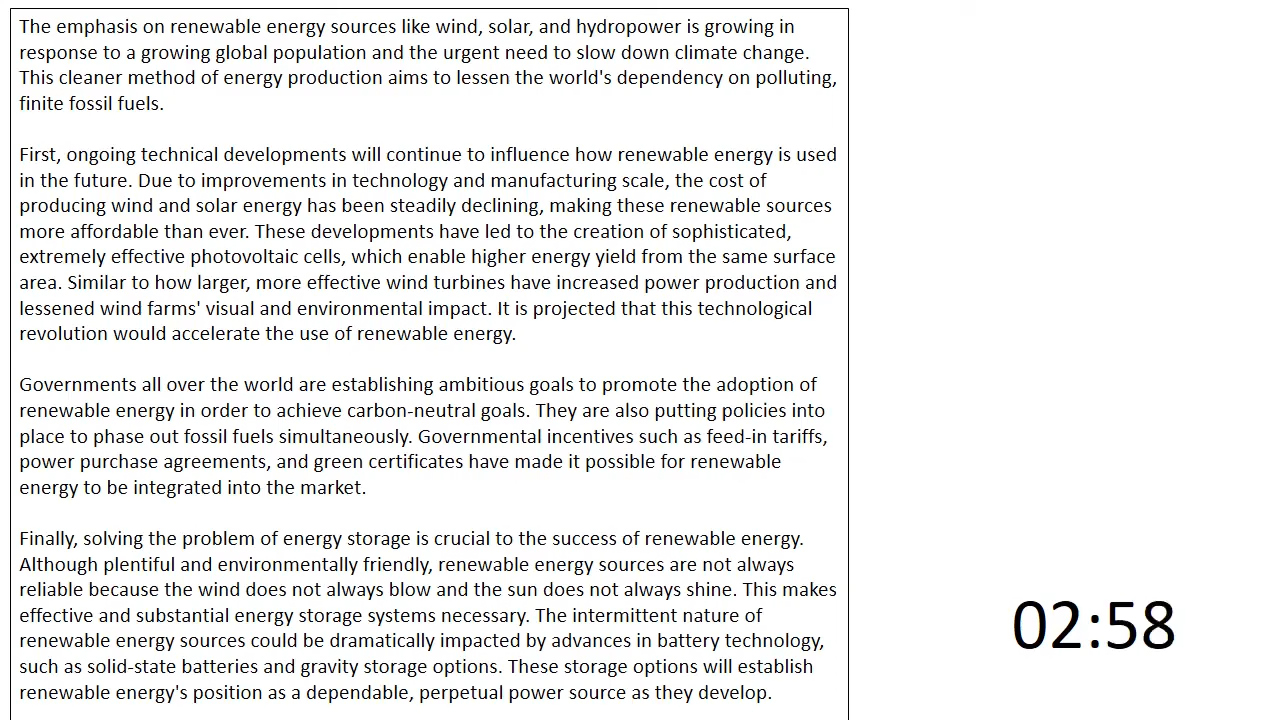 The emphasis on renewable energy sources like wind, solar, and hydropower is growing in
response to a growing global population and the urgent need to slow down climate change.
This cleaner method of energy production aims to lessen the world's dependency on polluting,
finite fossil fuels.
First, ongoing technical developments will continue to influence how renewable energy is used
in the future. Due to improvements in technology and manufacturing scale, the cost of
producing wind and solar energy has been steadily declining, making these renewable sources
more affordable than ever. These developments have led to the creation of sophisticated,
extremely effective photovoltaic cells, which enable higher energy yield from the same surface
area. Similar to how larger, more effective wind turbines have increased power production and
lessened wind farms' visual and environmental impact. It is projected that this technological
revolution would accelerate the use of renewable energy.
Governments all over the world are establishing ambitious goals to promote the adoption of
renewable energy in order to achieve carbon-neutral goals. They are also putting policies into
place to phase out fossil fuels simultaneously. Governmental incentives such as feed-in tariffs,
power purchase agreements, and green certificates have made it possible for renewable
energy to be integrated into the market.
Finally, solving the problem of energy storage is crucial to the success of renewable energy.
Although plentiful and environmentally friendly, renewable energy sources are not always
reliable because the wind does not always blow and the sun does not always shine. This makes
effective and substantial energy storage systems necessary. The intermittent nature of
renewable energy sources could be dramatically impacted by advances in battery technology,
such as solid-state batteries and gravity storage options. These storage options will establish
renewable energy's position as a dependable, perpetual power source as they develop.
02:58